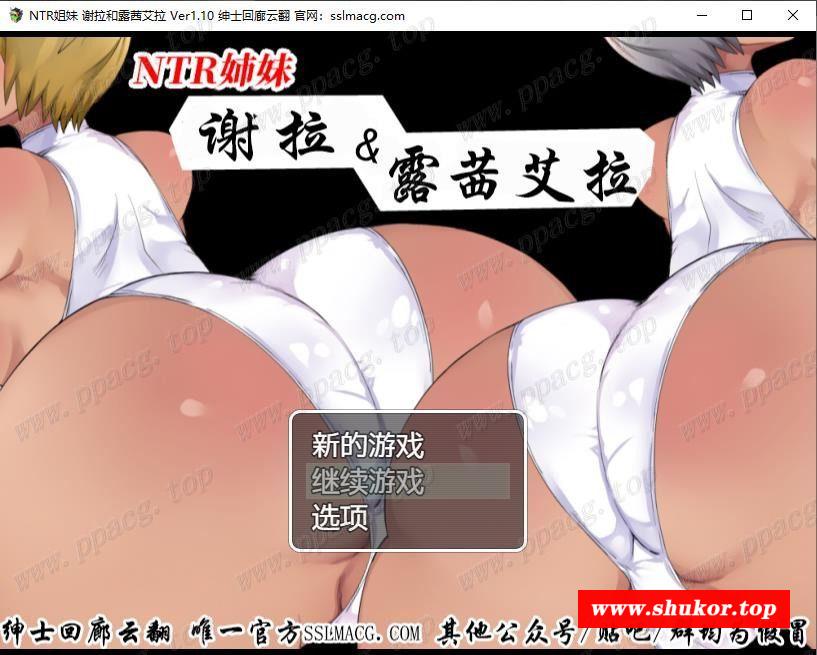 NTR姐妹 谢拉和露茜艾拉 Ver1.10 绅士回廊云翻 官网：sslmacg.com
NTR姊妹
谢拉
&
露茜艾拉
新的游戏
继续游戏
选项
www.shukor.top
绅士回廊云翻 唯一官方SSLMACG.COM 其他公众号/贴吧/群均为假冒
www.ppacg.top